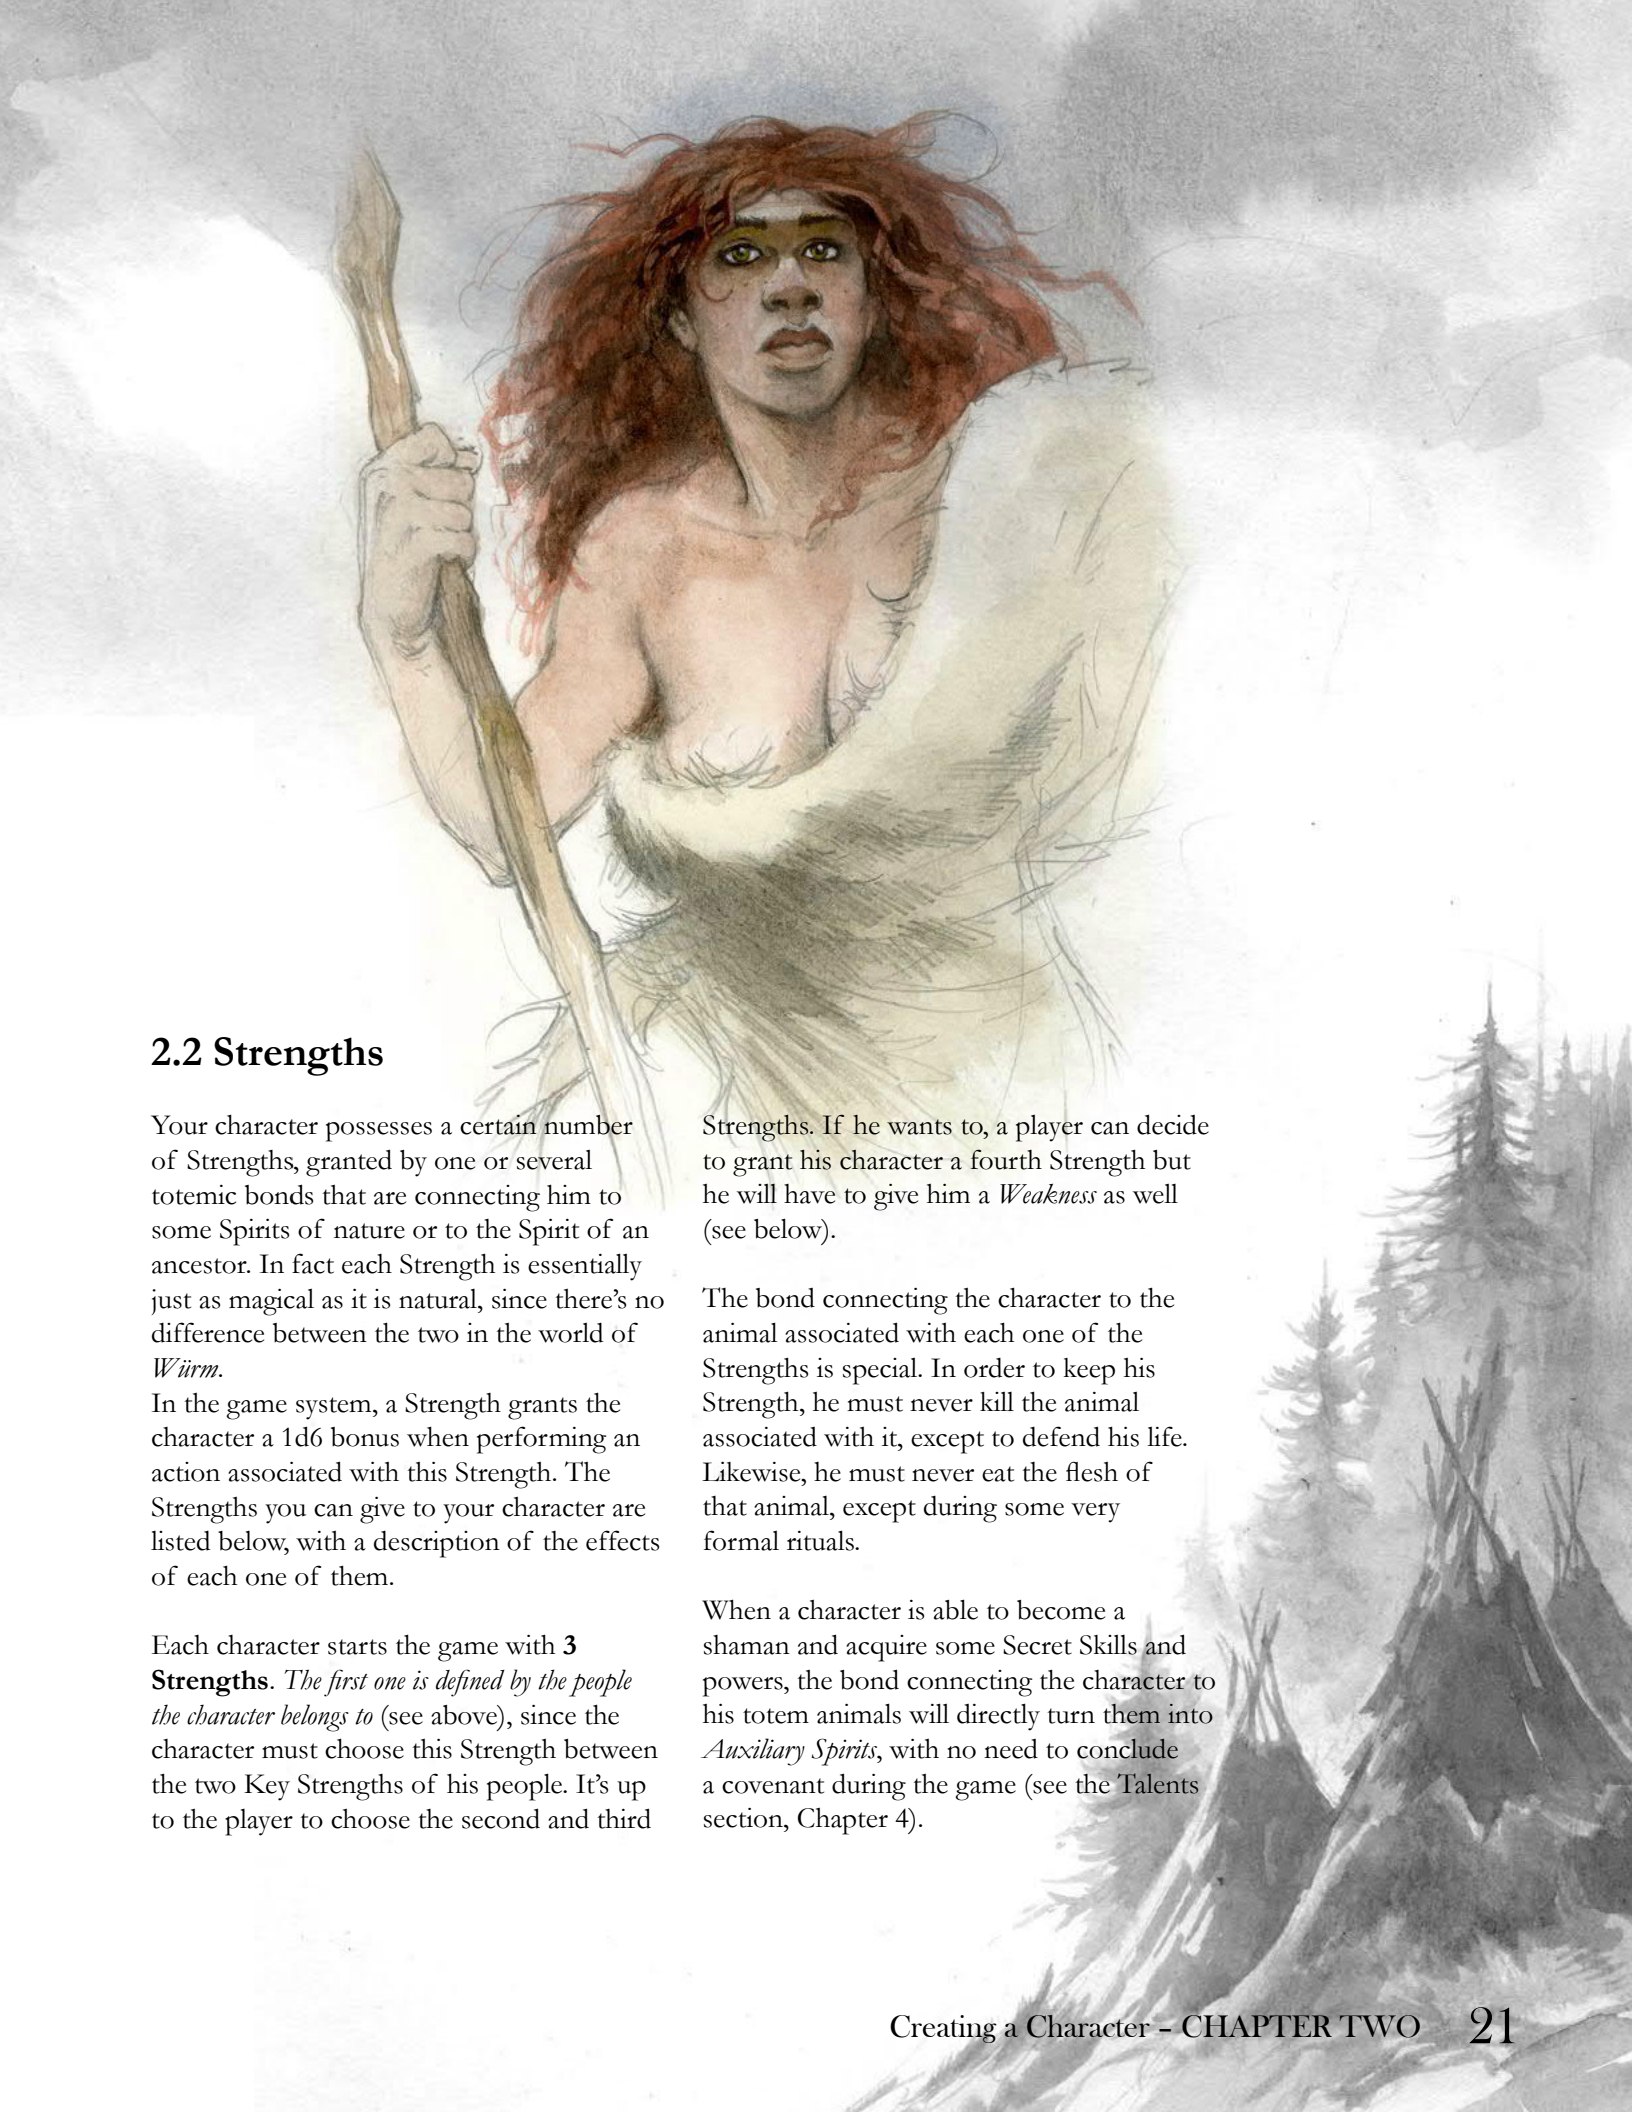 2.2 Strengths
Your character possesses a certain number
of Strengths, granted by one or several
totemic bonds that are connecting him to
some Spirits of nature or to the Spirit of an
ancestor. In fact each Strength is essentially
just as magical as it is natural, since there’s no
difference between the two in the world of
Würm.
In the game system, a Strength grants the
character a 1d6 bonus when performing an
action associated with this Strength. The
Strengths you can give to your character are
listed below, with a description of the effects
of each one of them.
Each character starts the game with 3
Strengths. The first one is defined by the people
the character belongs to (see above), since the
character must choose this Strength between
the two Key Strengths of his people. It’s up
to the player to choose the second and third
Strengths. If he wants to, a player can decide
to grant his character a fourth Strength but
he will have to give him a Weakness as well
(see below).
The bond connecting the character to the
animal associated with each one of the
Strengths is special. In order to keep his
Strength, he must never kill the animal
associated with it, except to defend his life.
Likewise, he must never eat the flesh of
that animal, except during some very
formal rituals.
When a character is able to become a
shaman and acquire some Secret Skills and
powers, the bond connecting the character to
his totem animals will directly turn them into
Auxiliary Spirits, with no need to conclude
a covenant during the game (see the Talents
section, Chapter 4).
Creating a Character – CHAPTER TWO 21